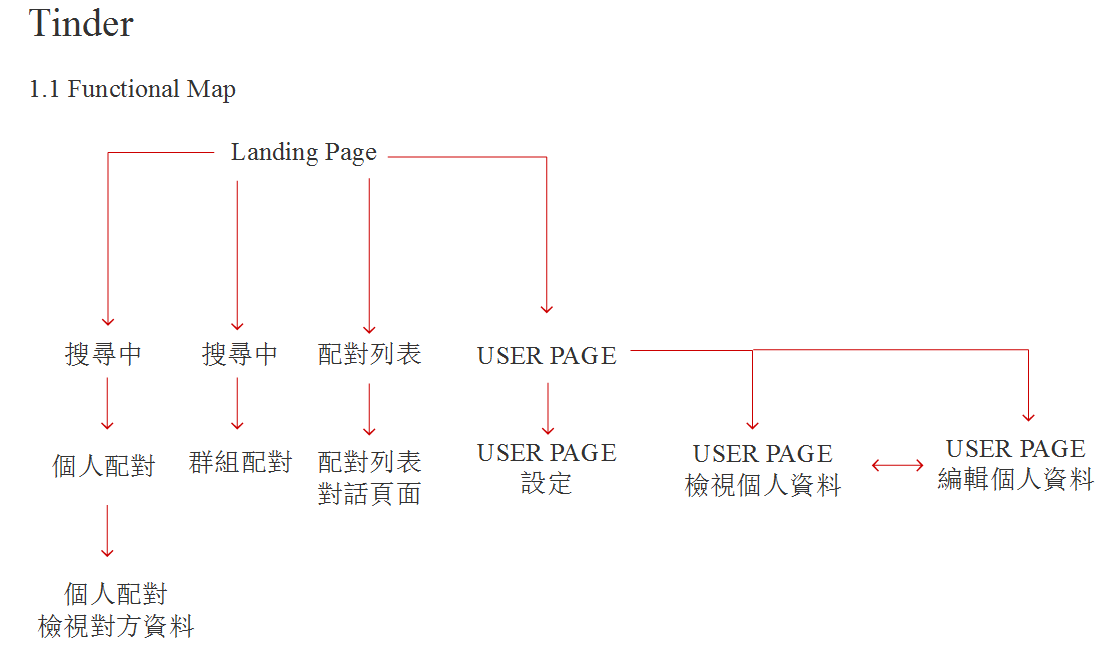 Tinder
1.1 Functional Map
Landing Page
搜尋中
搜尋中
配對列表
USER PAGE
個人配對
群組配對
配對列表
對話頁面
USER PAGE
設定
USER PAGE
檢視個人資料
USER PAGE
編輯個人資料
個人配對
檢視對方資料